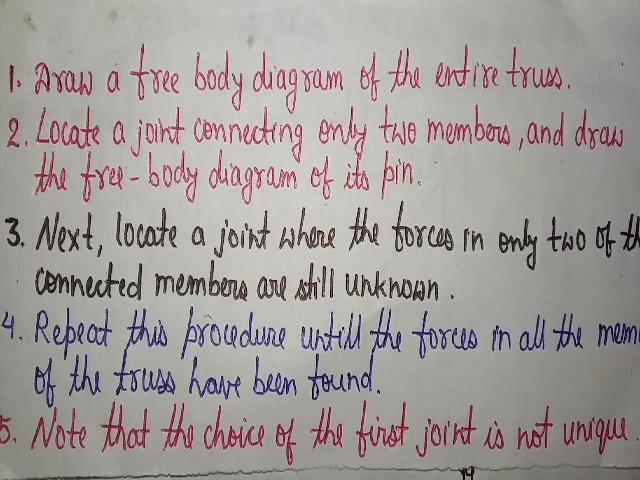 1. Draw a free body diagram of the entire truss.
2. Locate a joint connecting only two members, and draw
the free-body diagram of its pin.
3. Next, locate a joint where the forces in only two of th
connected members are still unknown.
4. Repeat this procedure untill the forces in all the mem
of the truss have been found.
5. Note that the choice of the first joint is not unique.